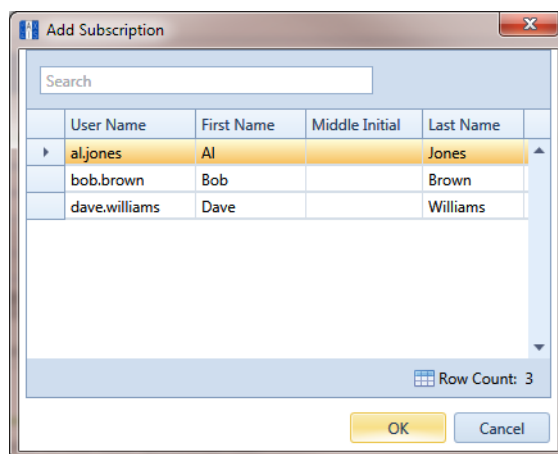 Add Subscription
Search
User Name First Name Middle Initial Last Name
al.jones Al Jones
bob.brown Bob Brown
dave.williams Dave Williams
Row Count: 3
OK Cancel